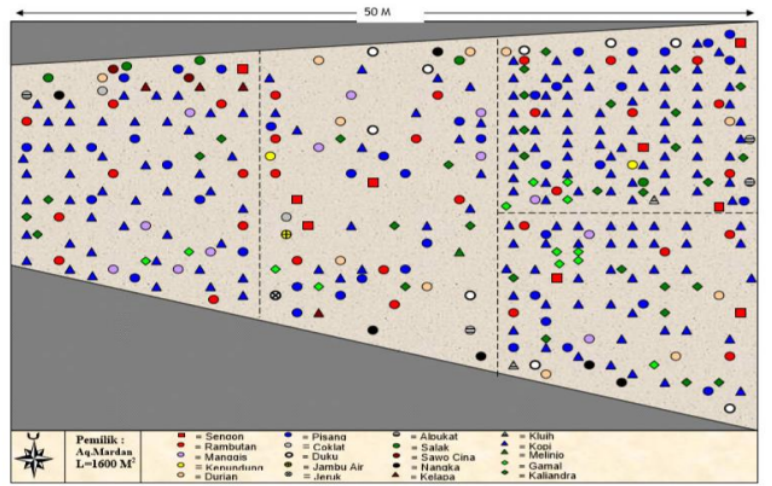 50 M
Pemilik :
Aq.Mardan
L=1600 M²
= Sengon
= Rambutan
= Manggis
= Kepundung
= Durian
= Pisang
= Coklat
= Duku
= Jambu Air
= Jeruk
= Alpukat
= Salak
= Sawo Cina
= Nangka
= Kelapa
= Kluih
= Kopi
= Melinjo
= Gamal
= Kaliandra